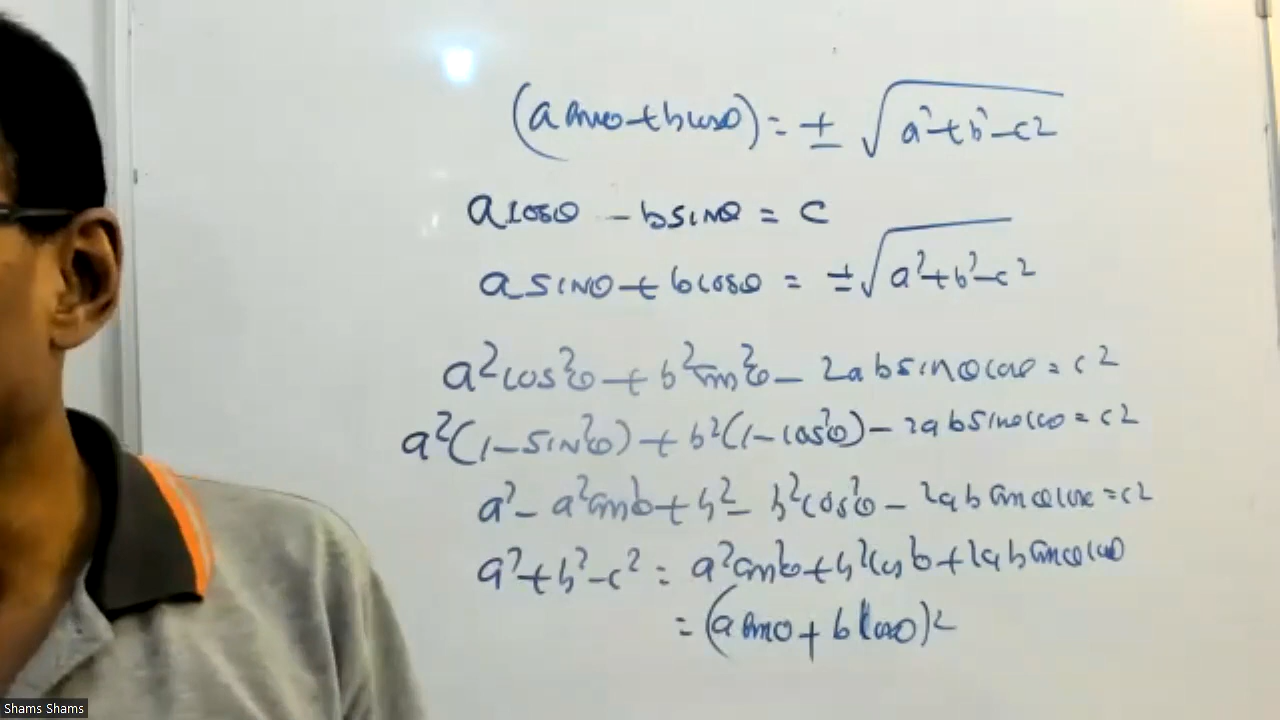 (a sinθ + b cosθ) = ± √(a² + b² - c²)
a cosθ - b sinθ = c
a sinθ + b cosθ = ± √(a² + b² - c²)
a² cos²θ + b² sin²θ - 2ab sinθ cosθ = c²
a² (1 - sin²θ) + b² (1 - cos²θ) - 2ab sinθ cosθ = c²
a² - a² sin²θ + b² - b² cos²θ - 2ab sinθ cosθ = c²
a² + b² - c² = a² sin²θ + b² cos²θ + 2ab sinθ cosθ
= (a sinθ + b cosθ)²
Shams Shams